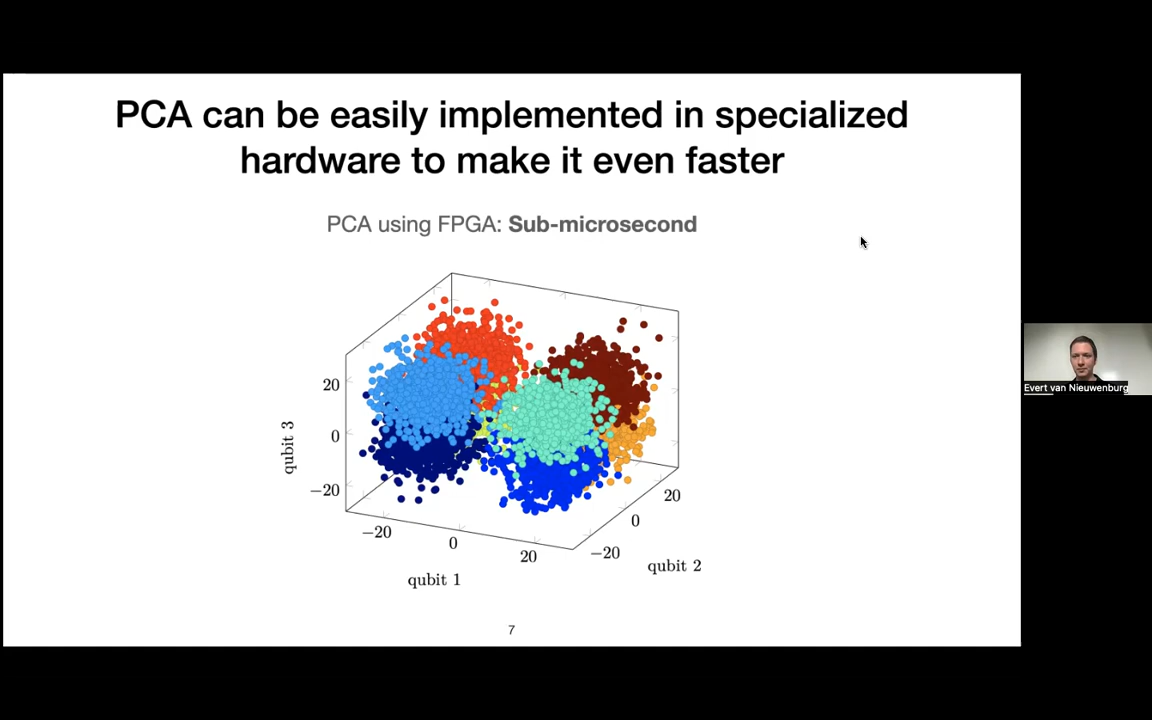 PCA can be easily implemented in specialized
hardware to make it even faster
PCA using FPGA: Sub-microsecond
20
0
−20
qubit 3
−20
0
20
qubit 1
−20
0
20
qubit 2
7
Evert van Nieuwenburg